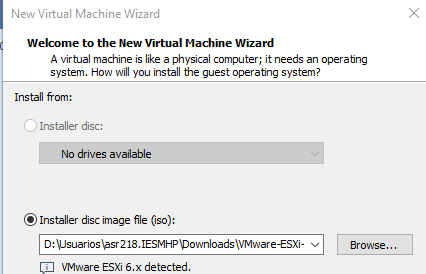 New Virtual Machine Wizard
Welcome to the New Virtual Machine Wizard
A virtual machine is like a physical computer; it needs an operating
system. How will you install the guest operating system?
Install from:
Installer disc:
No drives available
Installer disc image file (iso):
D:\Usuarios\asr218.IESMHP\Downloads\VMware-ESXi-
Browse...
VMware ESXi 6.x detected.